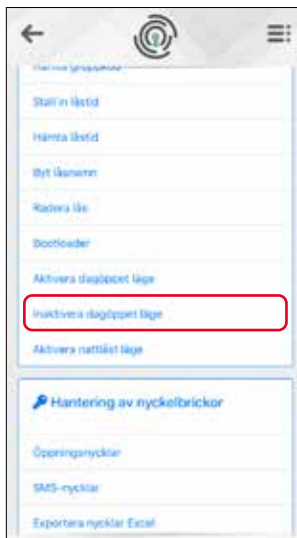 Ställ in låstid
Hämta låstid
Byt låsnamn
Radera lås
Bootloader
Aktivera dagöppet läge
Inaktivera dagöppet läge
Aktivera nattläst läge
Hantering av nyckelbrickor
Öppningsnycklar
SMS-nycklar
Exportera nycklar Excel